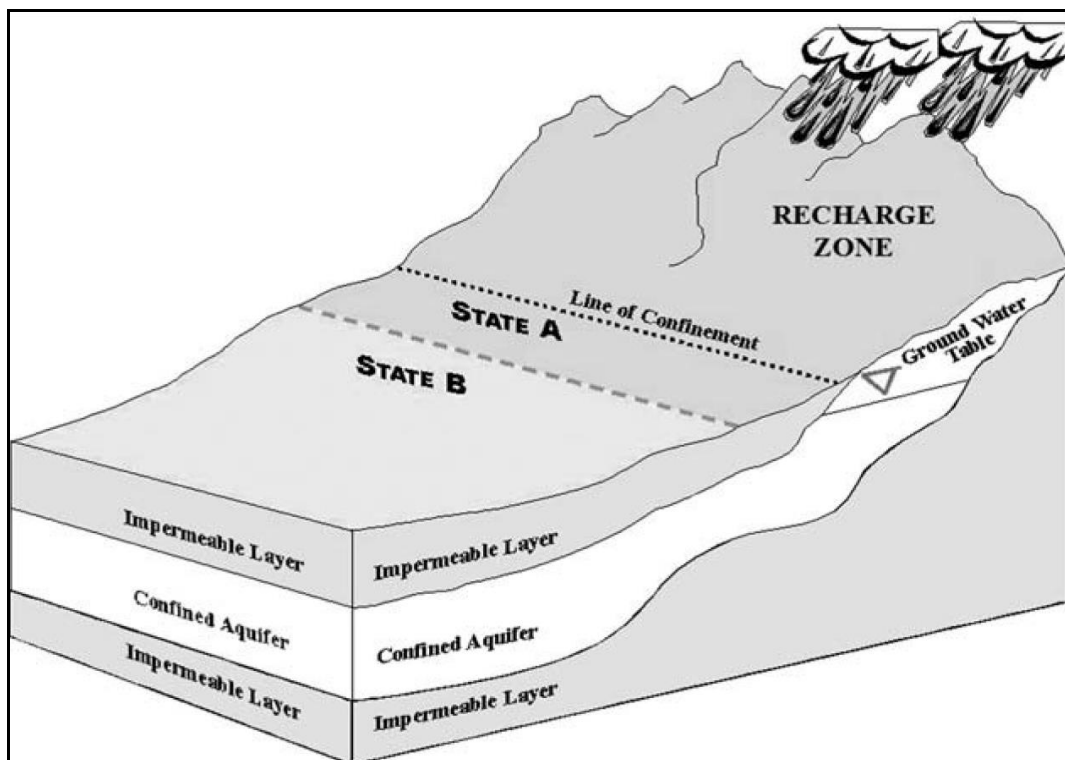 RECHARGE
ZONE
Line of Confinement
STATE A
Ground Water
Table
STATE B
Impermeable Layer
Confined Aquifer
Impermeable Layer
Impermeable Layer
Confined Aquifer
Impermeable Layer